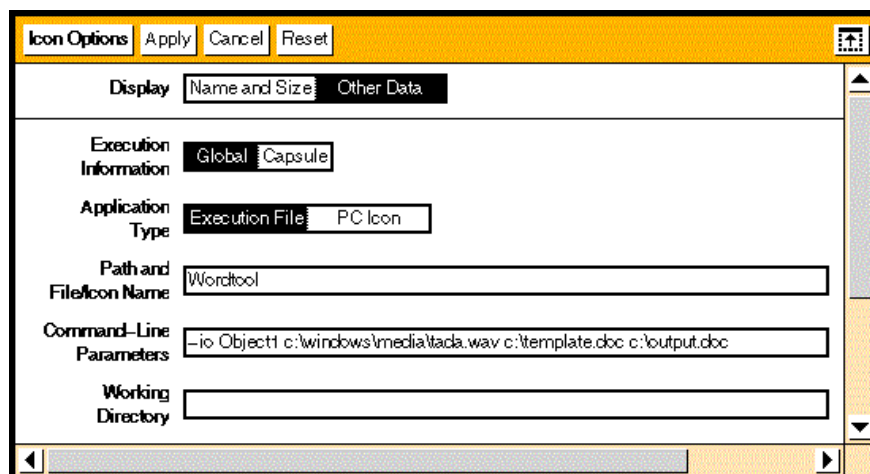 Icon Options Apply Cancel Reset
Display Name and Size Other Data
Execution
Information
Global Capsule
Application
Type
Execution File PC Icon
Path and
File/Icon Name
Wordtool
Command–Line
Parameters
–io Object1 c:\windows\media\tada.wav c:\template.doc c:\output.doc
Working
Directory